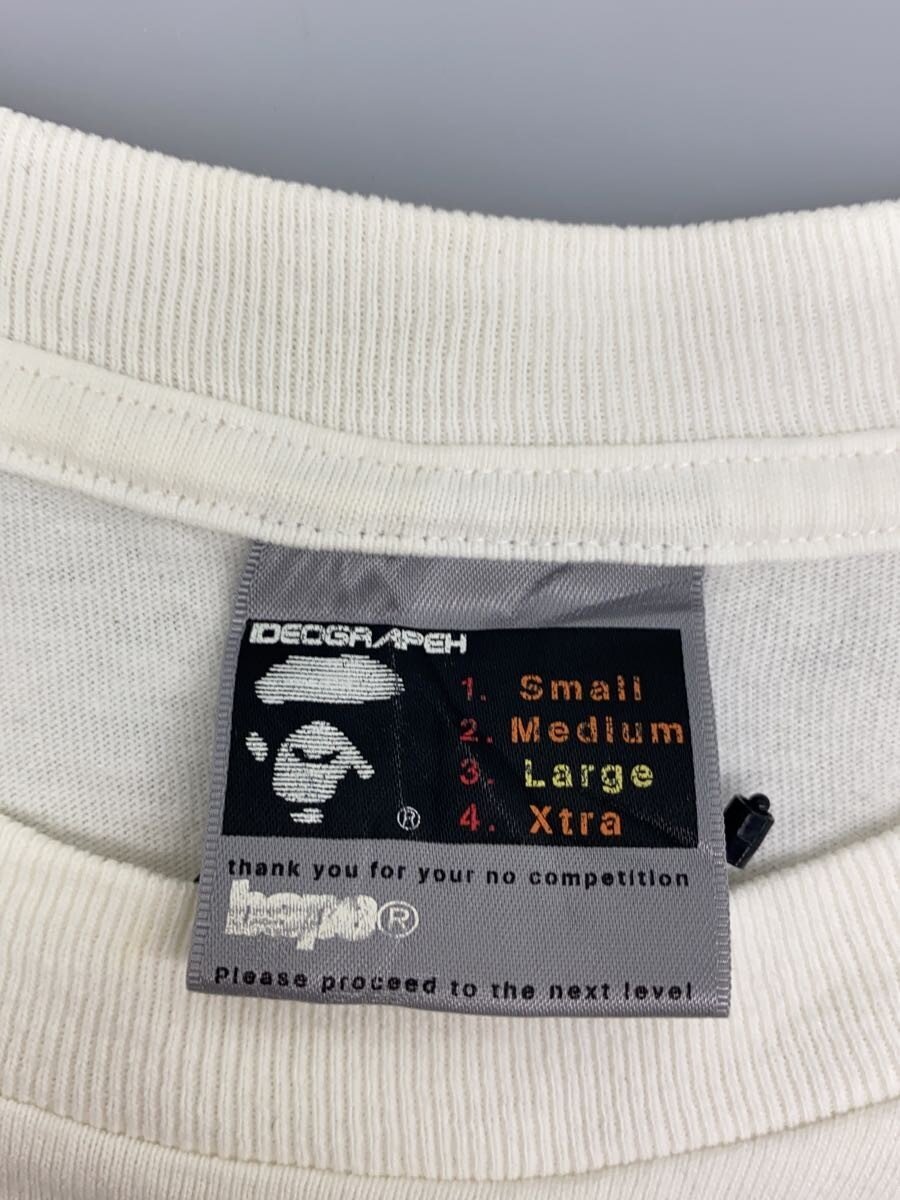 IDEOGRAPEH
1. Small
2. Medium
3. Large
4. Xtra
®
thank you for your no competition
bape®
Please proceed to the next level